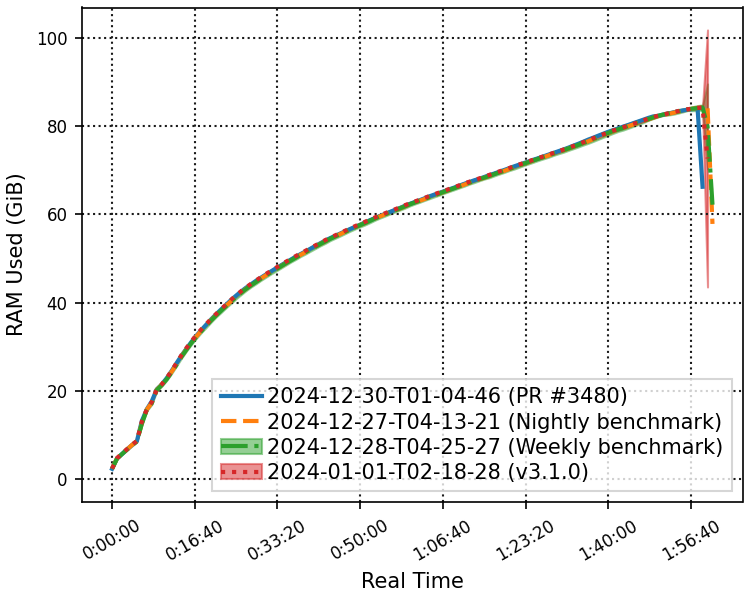 100
80
60
40
20
0
RAM Used (GiB)
2024-12-30-T01-04-46 (PR #3480)
2024-12-27-T04-13-21 (Nightly benchmark)
2024-12-28-T04-25-27 (Weekly benchmark)
2024-01-01-T02-18-28 (v3.1.0)
0:00:00
0:16:40
0:33:20
0:50:00
1:06:40
1:23:20
1:40:00
1:56:40
Real Time